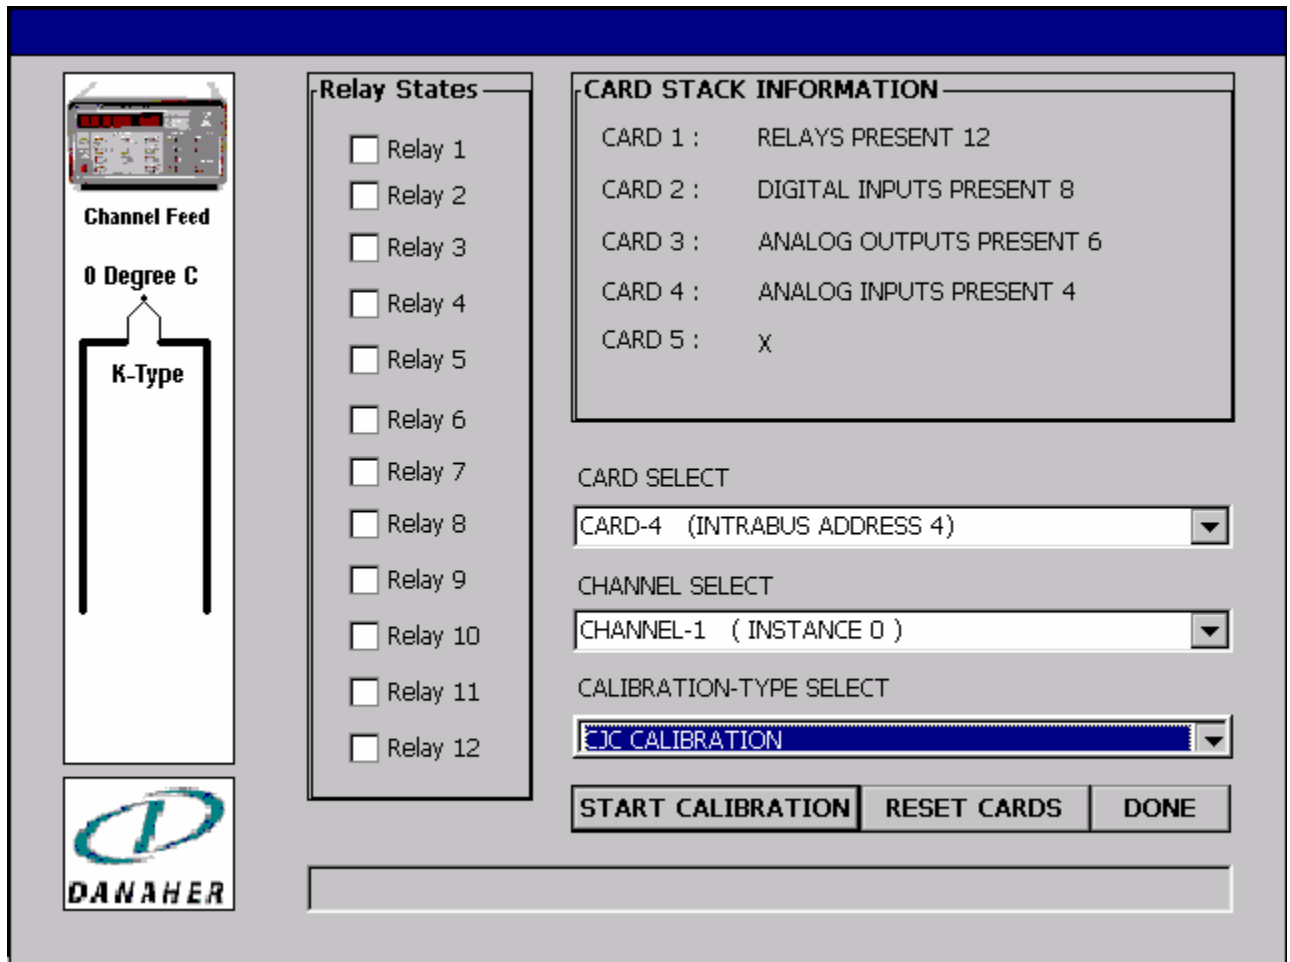 Channel Feed
0 Degree C
K-Type
DANAHER
Relay States
Relay 1
Relay 2
Relay 3
Relay 4
Relay 5
Relay 6
Relay 7
Relay 8
Relay 9
Relay 10
Relay 11
Relay 12
CARD STACK INFORMATION
CARD 1 : RELAYS PRESENT 12
CARD 2 : DIGITAL INPUTS PRESENT 8
CARD 3 : ANALOG OUTPUTS PRESENT 6
CARD 4 : ANALOG INPUTS PRESENT 4
CARD 5 : X
CARD SELECT
CARD-4 (INTRABUS ADDRESS 4)
CHANNEL SELECT
CHANNEL-1 ( INSTANCE 0 )
CALIBRATION-TYPE SELECT
CJC CALIBRATION
START CALIBRATION RESET CARDS DONE